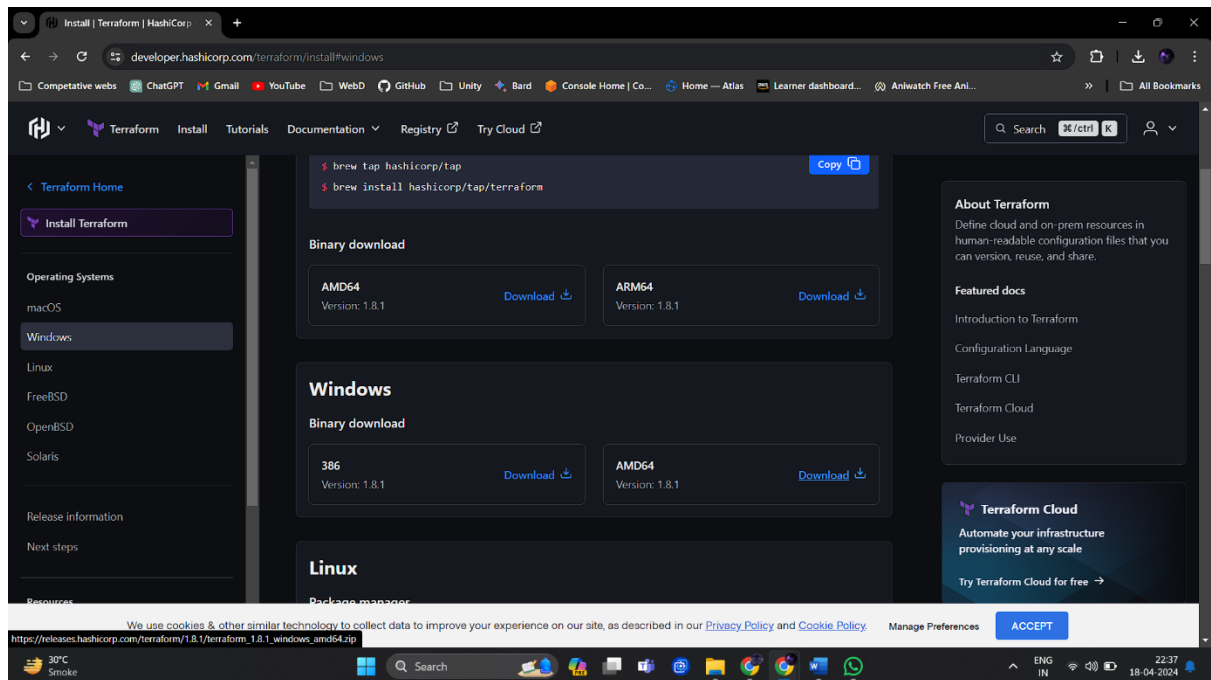 Install | Terraform | HashiCorp
developer.hashicorp.com/terraform/install#windows
Competative webs ChatGPT Gmail YouTube WebD GitHub Unity Bard Console Home | Co... Home — Atlas Learner dashboard... Aniwatch Free Ani... » All Bookmarks
Terraform Install Tutorials Documentation Registry Try Cloud Search ⌘/ctrl K
$ brew tap hashicorp/tap
$ brew install hashicorp/tap/terraform
Copy
Terraform Home
Install Terraform
Operating Systems
macOS
Windows
Linux
FreeBSD
OpenBSD
Solaris
Release information
Next steps
Resources
Binary download
AMD64
Version: 1.8.1
Download
ARM64
Version: 1.8.1
Download
Windows
Binary download
386
Version: 1.8.1
Download
AMD64
Version: 1.8.1
Download
Linux
Package manager
About Terraform
Define cloud and on-prem resources in
human-readable configuration files that you
can version, reuse, and share.
Featured docs
Introduction to Terraform
Configuration Language
Terraform CLI
Terraform Cloud
Provider Use
Terraform Cloud
Automate your infrastructure
provisioning at any scale
Try Terraform Cloud for free →
We use cookies & other similar technology to collect data to improve your experience on our site, as described in our Privacy Policy and Cookie Policy. Manage Preferences ACCEPT
https://releases.hashicorp.com/terraform/1.8.1/terraform_1.8.1_windows_amd64.zip
30°C
Smoke
Search
PRE
ENG
IN
22:37
18-04-2024